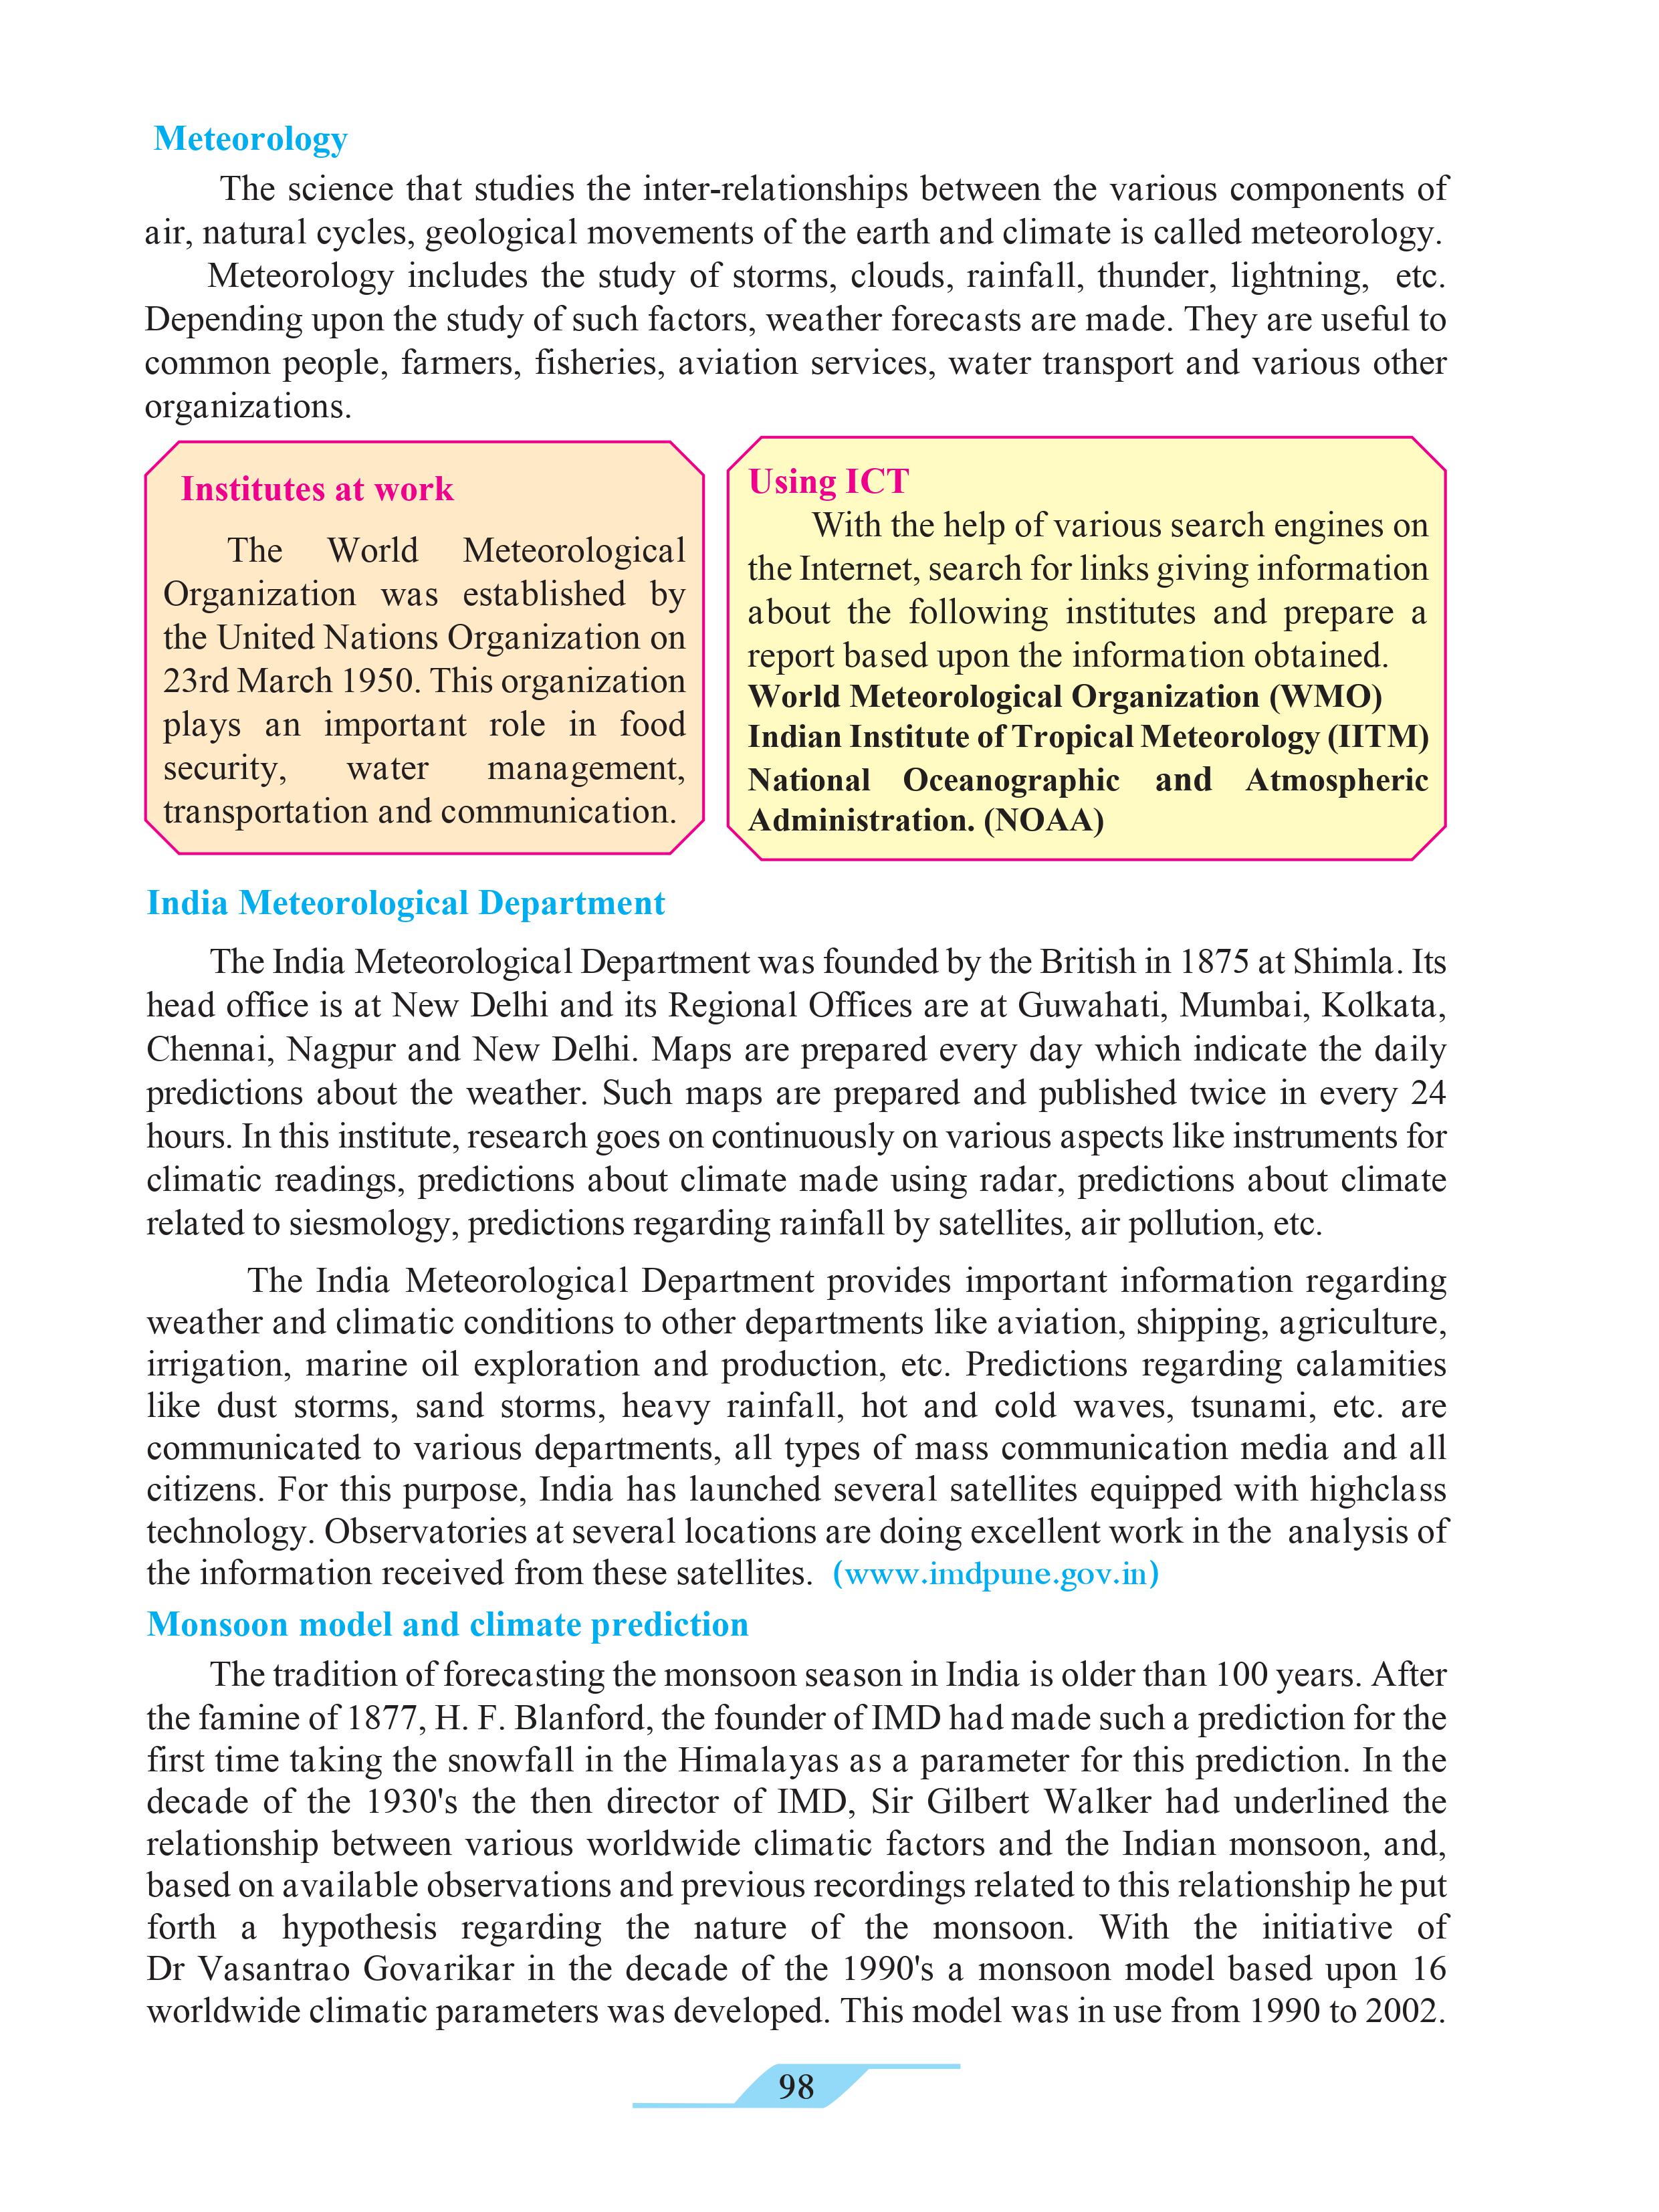 Meteorology
The science that studies the inter-relationships between the various components of
air, natural cycles, geological movements of the earth and climate is called meteorology.
Meteorology includes the study of storms, clouds, rainfall, thunder, lightning, etc.
Depending upon the study of such factors, weather forecasts are made. They are useful to
common people, farmers, fisheries, aviation services, water transport and various other
organizations.
Institutes at work
The World Meteorological
Organization was established by
the United Nations Organization on
23rd March 1950. This organization
plays an important role in food
security, water management,
transportation and communication.
Using ICT
With the help of various search engines on
the Internet, search for links giving information
about the following institutes and prepare a
report based upon the information obtained.
World Meteorological Organization (WMO)
Indian Institute of Tropical Meteorology (IITM)
National Oceanographic and Atmospheric
Administration. (NOAA)
India Meteorological Department
The India Meteorological Department was founded by the British in 1875 at Shimla. Its
head office is at New Delhi and its Regional Offices are at Guwahati, Mumbai, Kolkata,
Chennai, Nagpur and New Delhi. Maps are prepared every day which indicate the daily
predictions about the weather. Such maps are prepared and published twice in every 24
hours. In this institute, research goes on continuously on various aspects like instruments for
climatic readings, predictions about climate made using radar, predictions about climate
related to siesmology, predictions regarding rainfall by satellites, air pollution, etc.
The India Meteorological Department provides important information regarding
weather and climatic conditions to other departments like aviation, shipping, agriculture,
irrigation, marine oil exploration and production, etc. Predictions regarding calamities
like dust storms, sand storms, heavy rainfall, hot and cold waves, tsunami, etc. are
communicated to various departments, all types of mass communication media and all
citizens. For this purpose, India has launched several satellites equipped with highclass
technology. Observatories at several locations are doing excellent work in the analysis of
the information received from these satellites. (www.imdpune.gov.in)
Monsoon model and climate prediction
The tradition of forecasting the monsoon season in India is older than 100 years. After
the famine of 1877, H. F. Blanford, the founder of IMD had made such a prediction for the
first time taking the snowfall in the Himalayas as a parameter for this prediction. In the
decade of the 1930's the then director of IMD, Sir Gilbert Walker had underlined the
relationship between various worldwide climatic factors and the Indian monsoon, and,
based on available observations and previous recordings related to this relationship he put
forth a hypothesis regarding the nature of the monsoon. With the initiative of
Dr Vasantrao Govarikar in the decade of the 1990's a monsoon model based upon 16
worldwide climatic parameters was developed. This model was in use from 1990 to 2002.
98